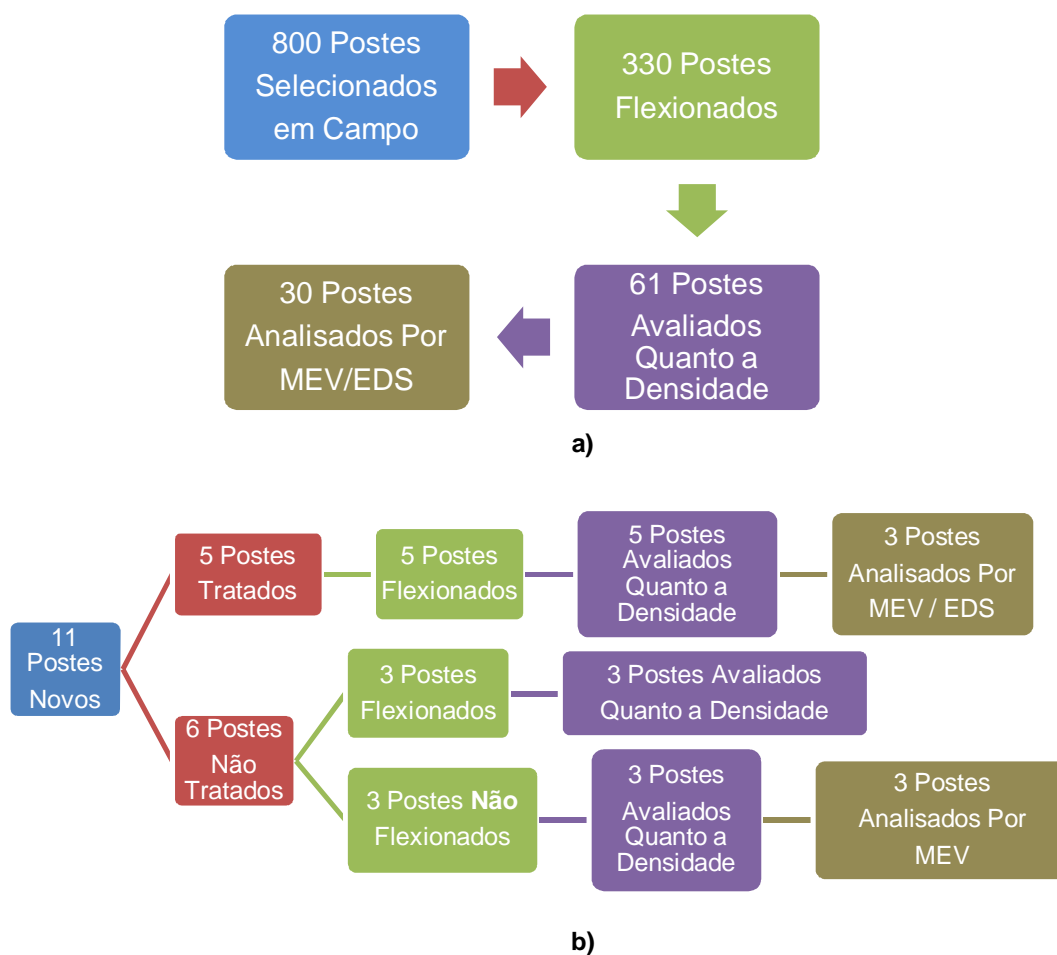 800 Postes
Selecionados
em Campo
330 Postes
Flexionados
30 Postes
Analisados Por
MEV/EDS
61 Postes
Avaliados
Quanto a
Densidade
a)
11
Postes
Novos
5 Postes
Tratados
5 Postes
Flexionados
5 Postes
Avaliados
Quanto a
Densidade
3 Postes
Analisados Por
MEV / EDS
6 Postes
Não
Tratados
3 Postes
Flexionados
3 Postes Avaliados
Quanto a Densidade
3 Postes Não
Flexionados
3 Postes
Avaliados
Quanto a
Densidade
3 Postes
Analisados Por
MEV
b)